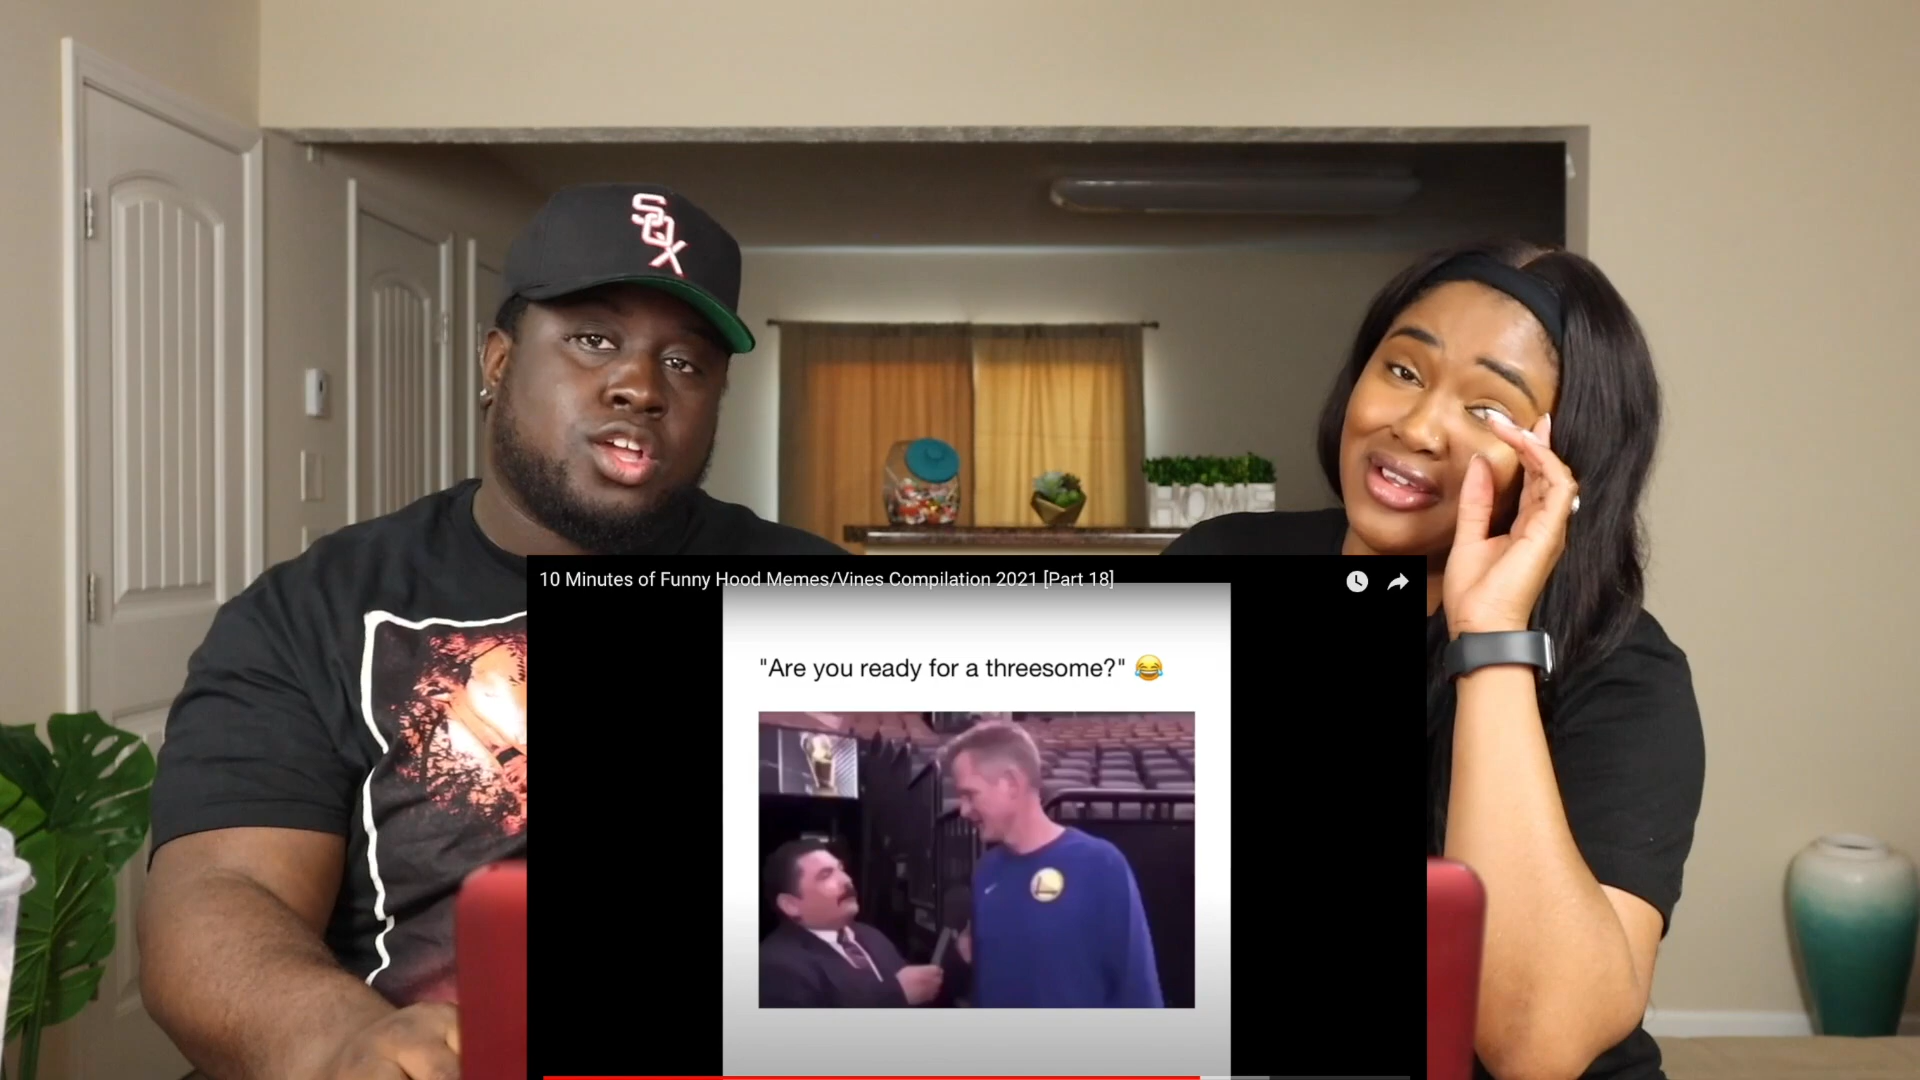 SOX
HOME
10 Minutes of Funny Hood Memes/Vines Compilation 2021 [Part 18]
"Are you ready for a threesome?" 😂